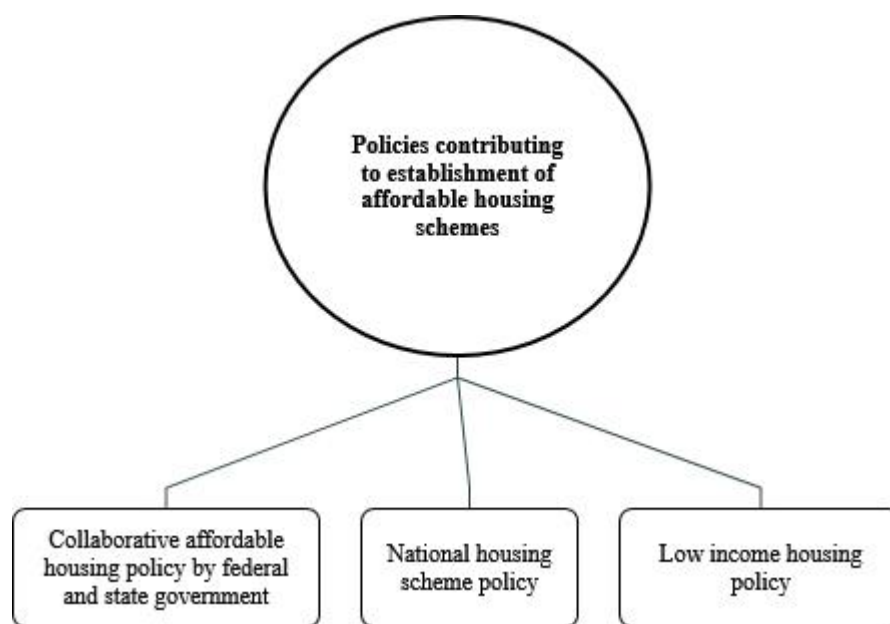 Policies contributing
to establishment of
affordable housing
schemes
Collaborative affordable
housing policy by federal
and state government
National housing
scheme policy
Low income housing
policy